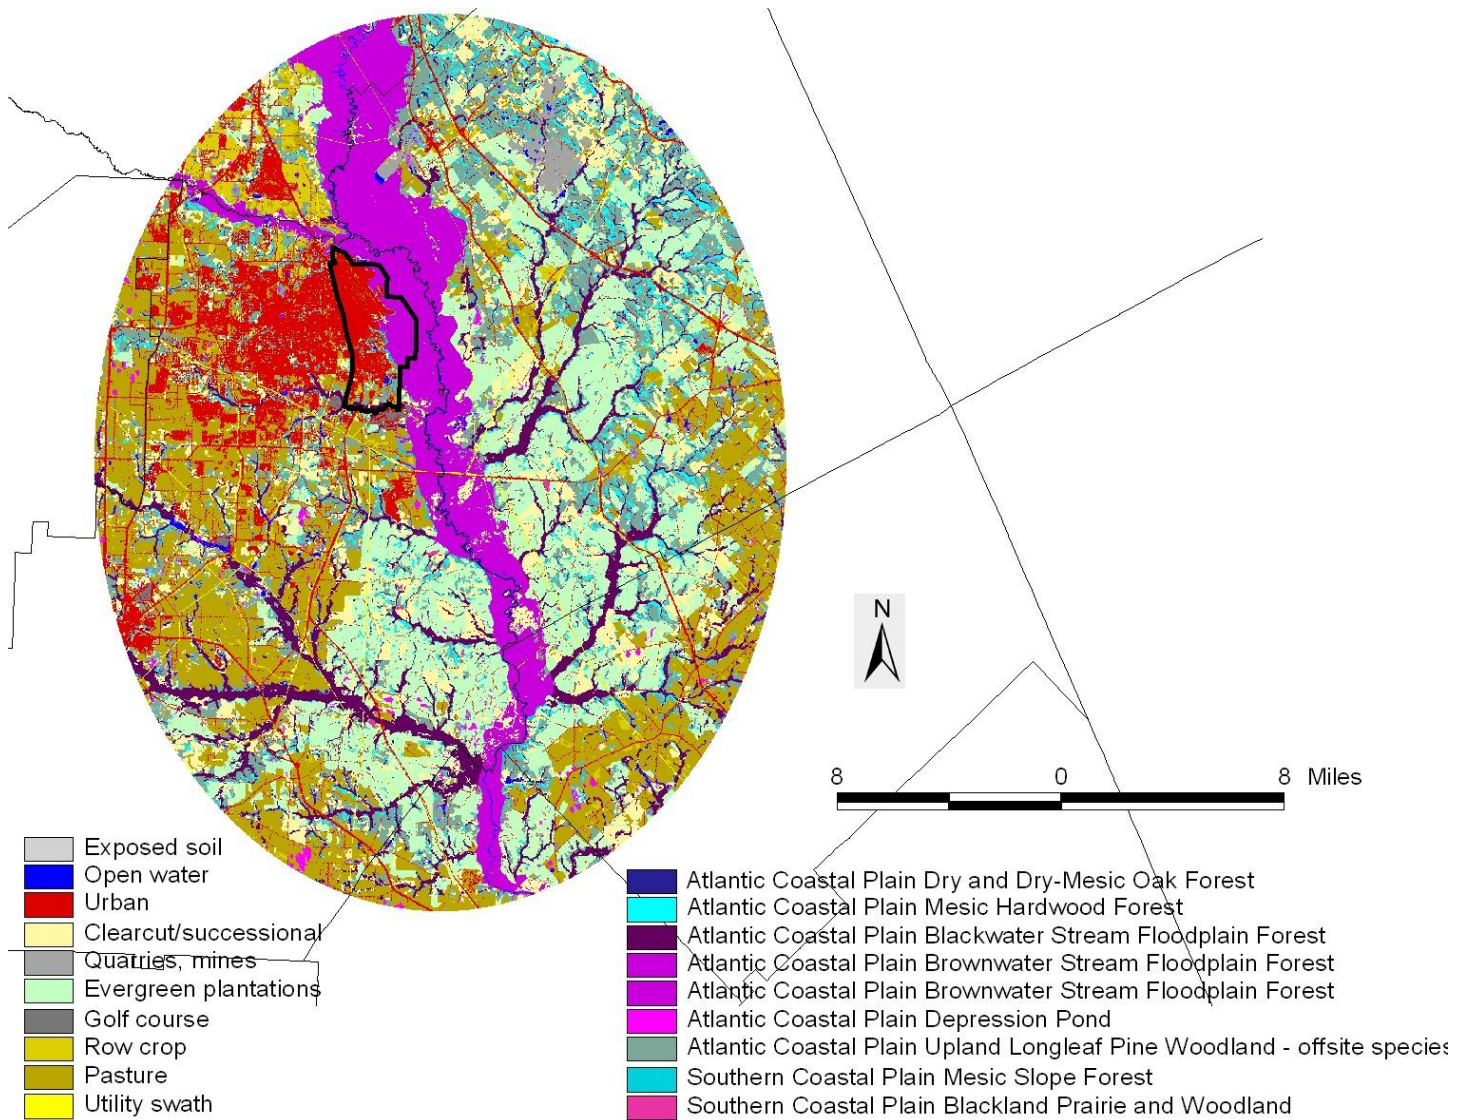 N
8 0 8 Miles
Exposed soil
Open water
Urban
Clearcut/successional
Quarries, mines
Evergreen plantations
Golf course
Row crop
Pasture
Utility swath
Atlantic Coastal Plain Dry and Dry-Mesic Oak Forest
Atlantic Coastal Plain Mesic Hardwood Forest
Atlantic Coastal Plain Blackwater Stream Floodplain Forest
Atlantic Coastal Plain Brownwater Stream Floodplain Forest
Atlantic Coastal Plain Brownwater Stream Floodplain Forest
Atlantic Coastal Plain Depression Pond
Atlantic Coastal Plain Upland Longleaf Pine Woodland - offsite species
Southern Coastal Plain Mesic Slope Forest
Southern Coastal Plain Blackland Prairie and Woodland